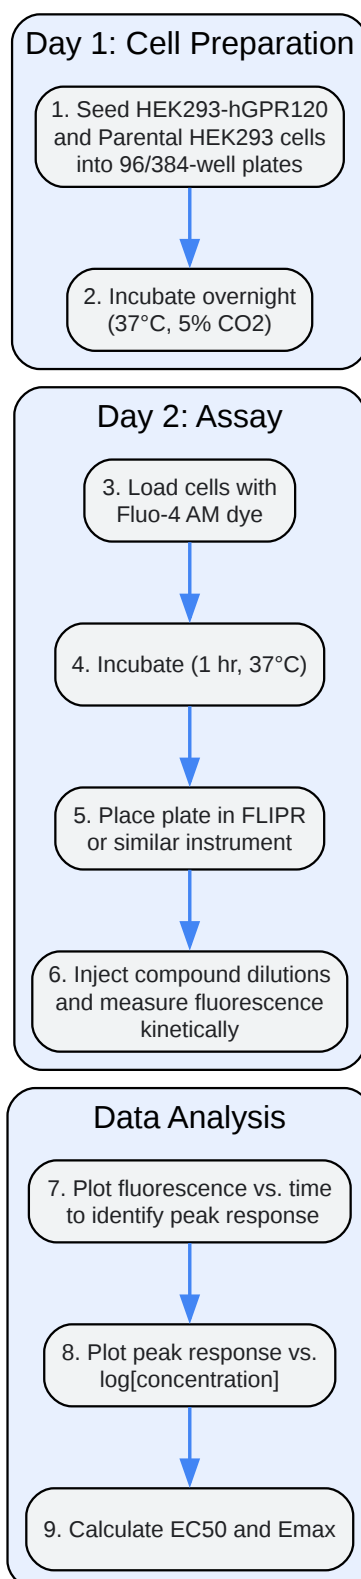 Day 1: Cell Preparation
1. Seed HEK293-hGPR120
and Parental HEK293 cells
into 96/384-well plates
2. Incubate overnight
(37°C, 5% CO2)
Day 2: Assay
3. Load cells with
Fluo-4 AM dye
4. Incubate (1 hr, 37°C)
5. Place plate in FLIPR
or similar instrument
6. Inject compound dilutions
and measure fluorescence
kinetically
Data Analysis
7. Plot fluorescence vs. time
to identify peak response
8. Plot peak response vs.
log[concentration]
9. Calculate EC50 and Emax